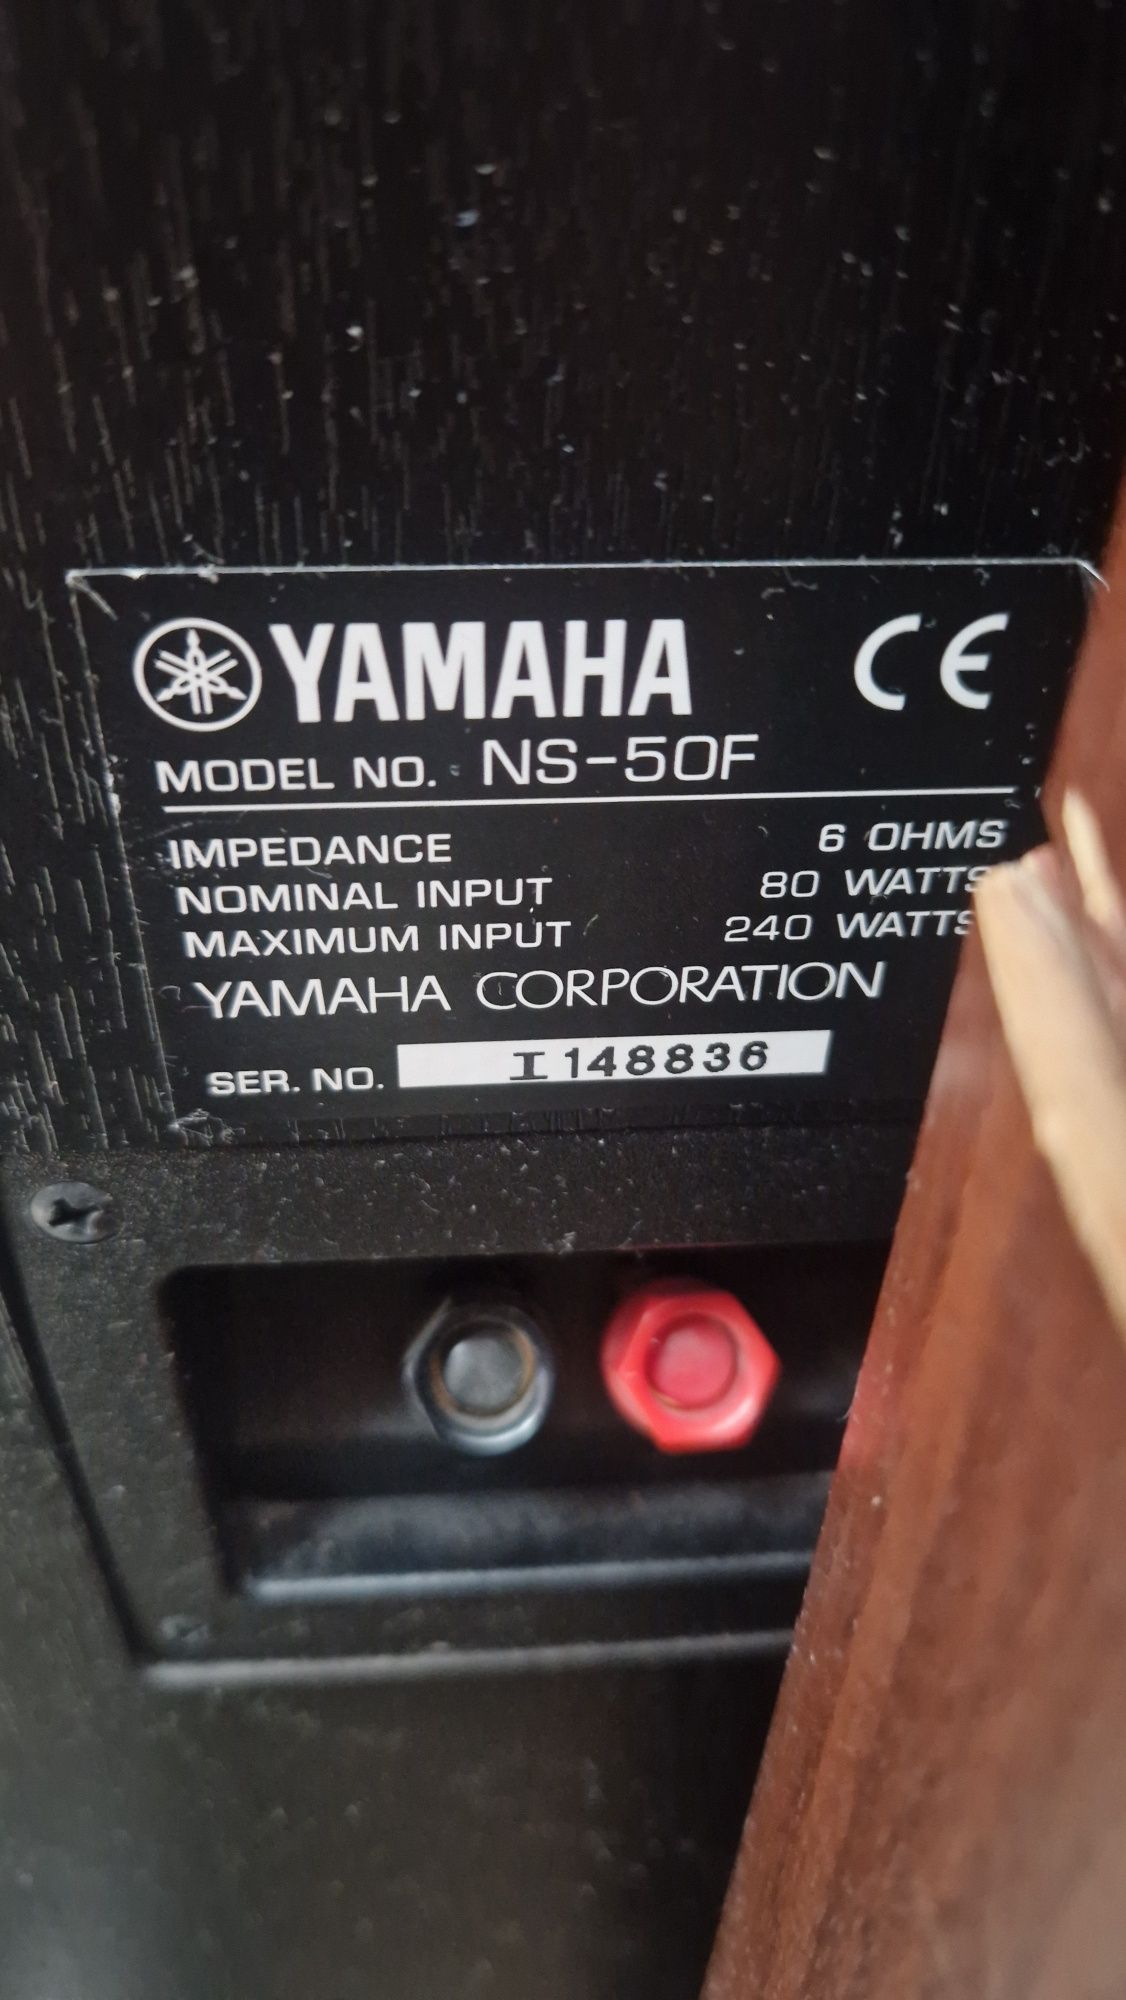 YAMAHA CE
MODEL NO. NS-50F
IMPEDANCE 6 OHMS
NOMINAL INPUT 80 WATTS
MAXIMUM INPUT 240 WATTS
YAMAHA CORPORATION
SER. NO. I148836